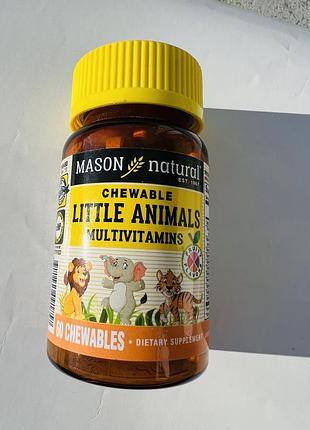 MASON natural®
EST. 1967
CHEWABLE
LITTLE ANIMALS
MULTIVITAMINS
60 CHEWABLES • DIETARY SUPPLEMENT